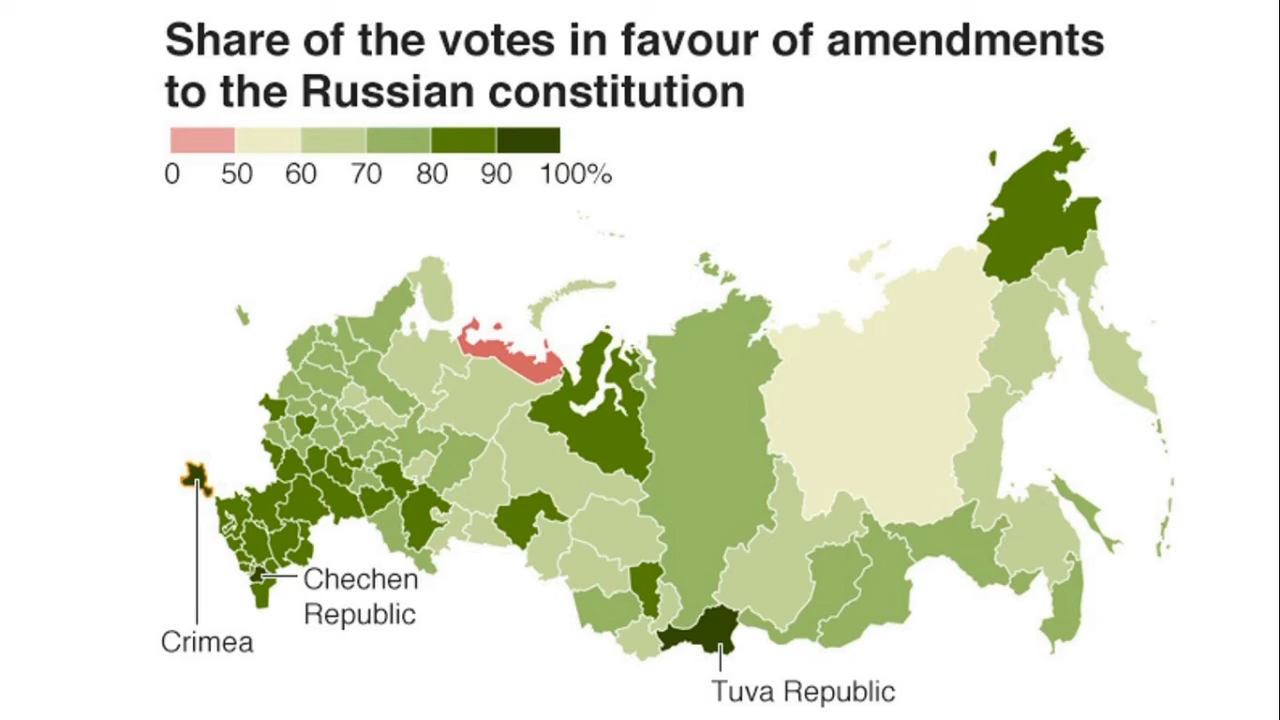 Share of the votes in favour of amendments
to the Russian constitution
0 50 60 70 80 90 100%
Chechen
Republic
Crimea
Tuva Republic